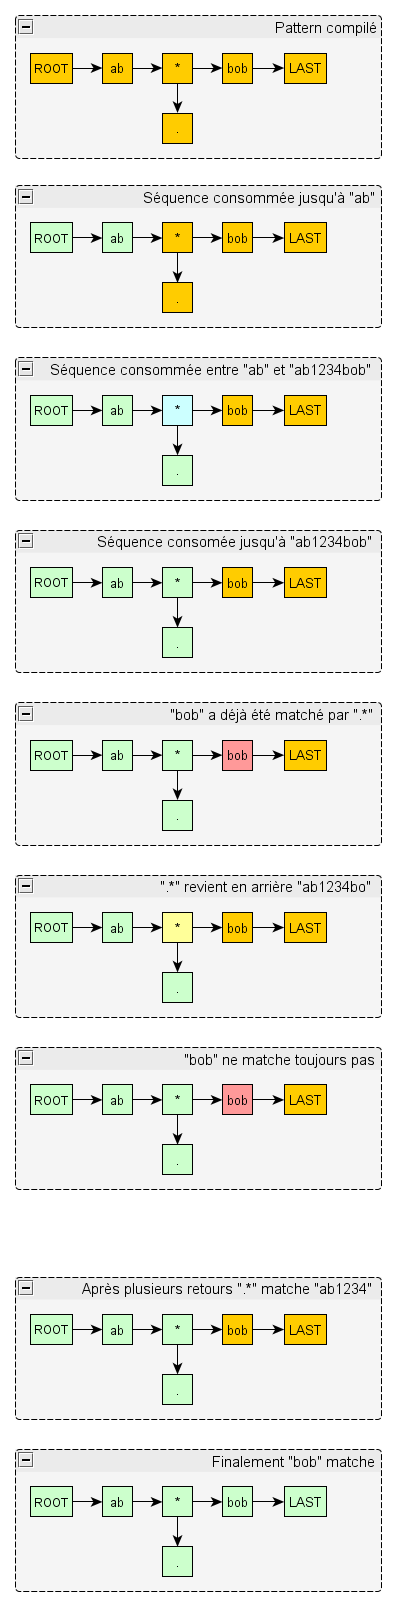 Pattern compilé
ROOT ab * bob LAST
.
Séquence consommée jusqu'à "ab"
ROOT ab * bob LAST
.
Séquence consommée entre "ab" et "ab1234bob"
ROOT ab * bob LAST
.
Séquence consomée jusqu'à "ab1234bob"
ROOT ab * bob LAST
.
"bob" a déjà été matché par ".*"
ROOT ab * bob LAST
.
".*" revient en arrière "ab1234bo"
ROOT ab * bob LAST
.
"bob" ne matche toujours pas
ROOT ab * bob LAST
.
Après plusieurs retours ".*" matche "ab1234"
ROOT ab * bob LAST
.
Finalement "bob" matche
ROOT ab * bob LAST
.